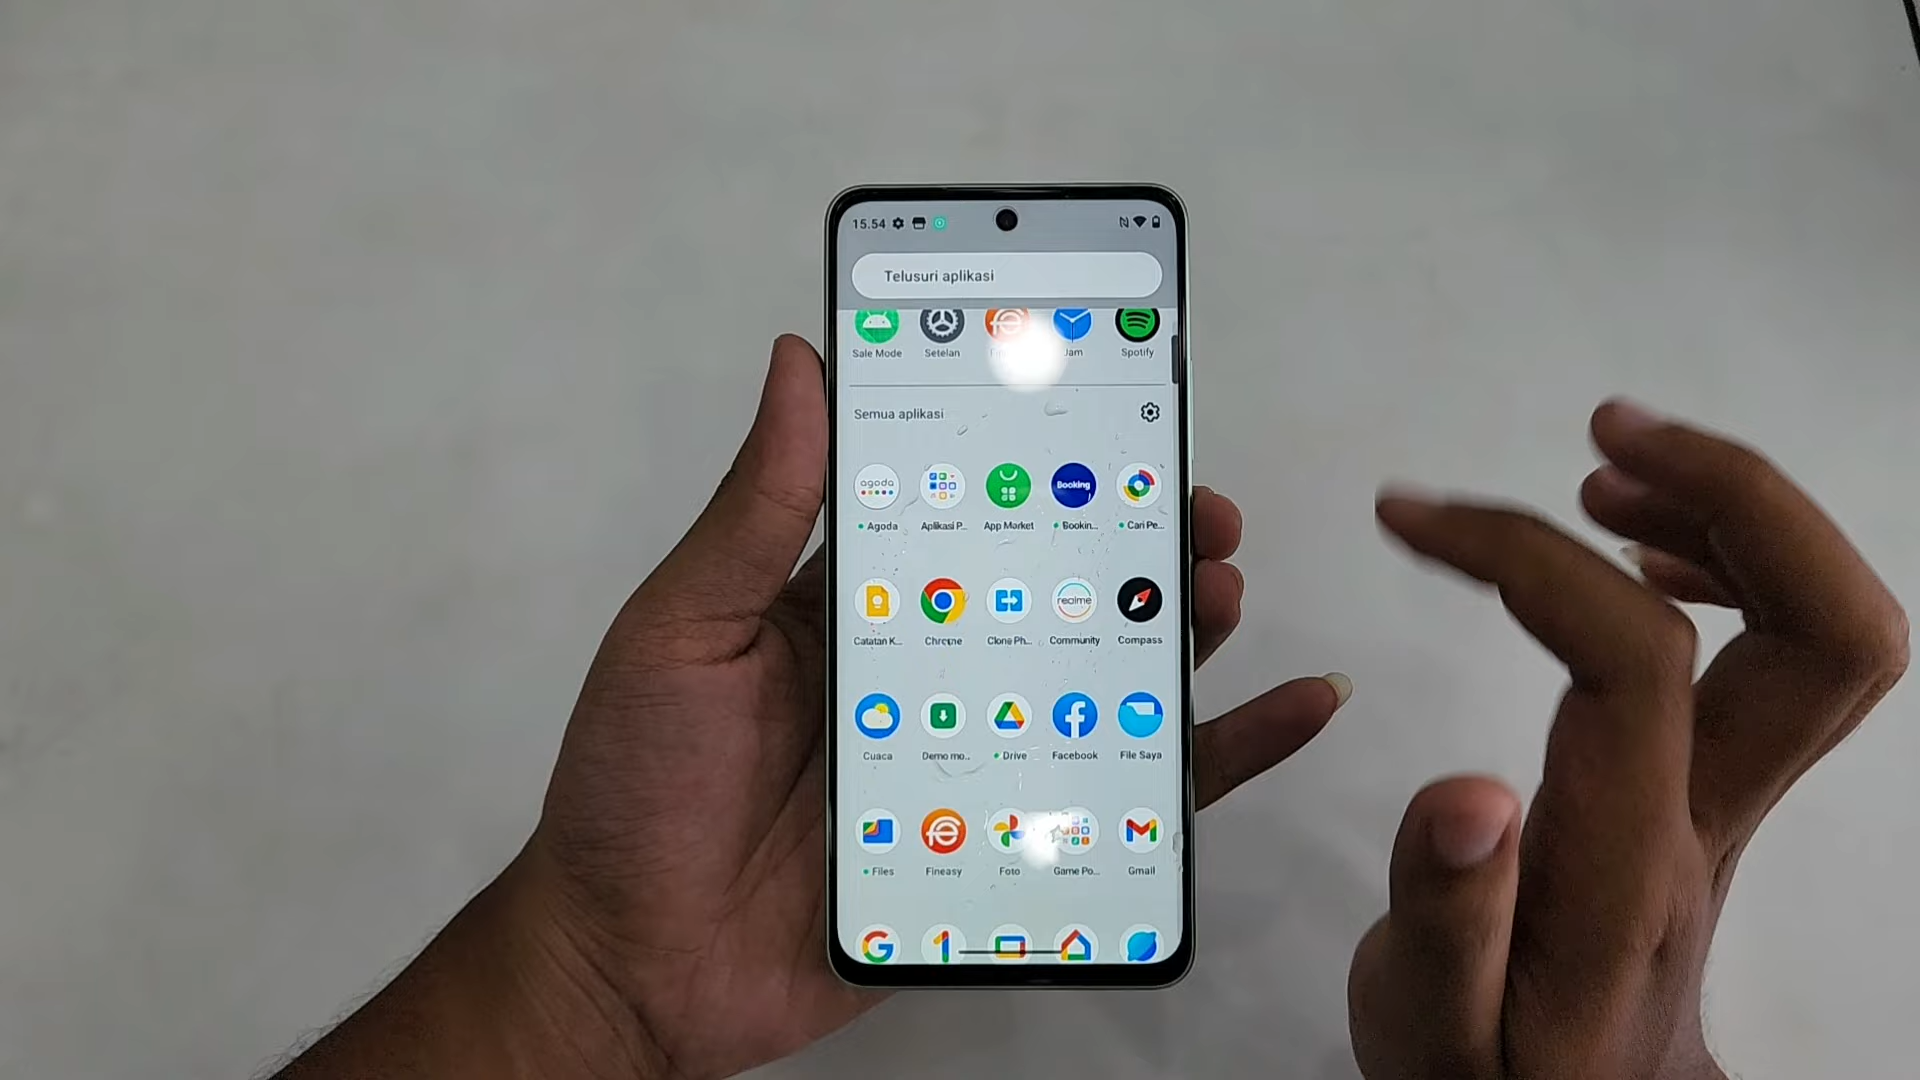 15.54
Telusuri aplikasi
Sale Mode Setelan Jam Spotify
Semua aplikasi
agoda Booking
Agoda Aplikasi P... App Market Bookin... Cari Pe...
realme
Catatan K... Chrome Clone Ph... Community Compass
Cuaca Demo mo... Drive Facebook File Saya
Files Fineasy Foto Game Po... Gmail